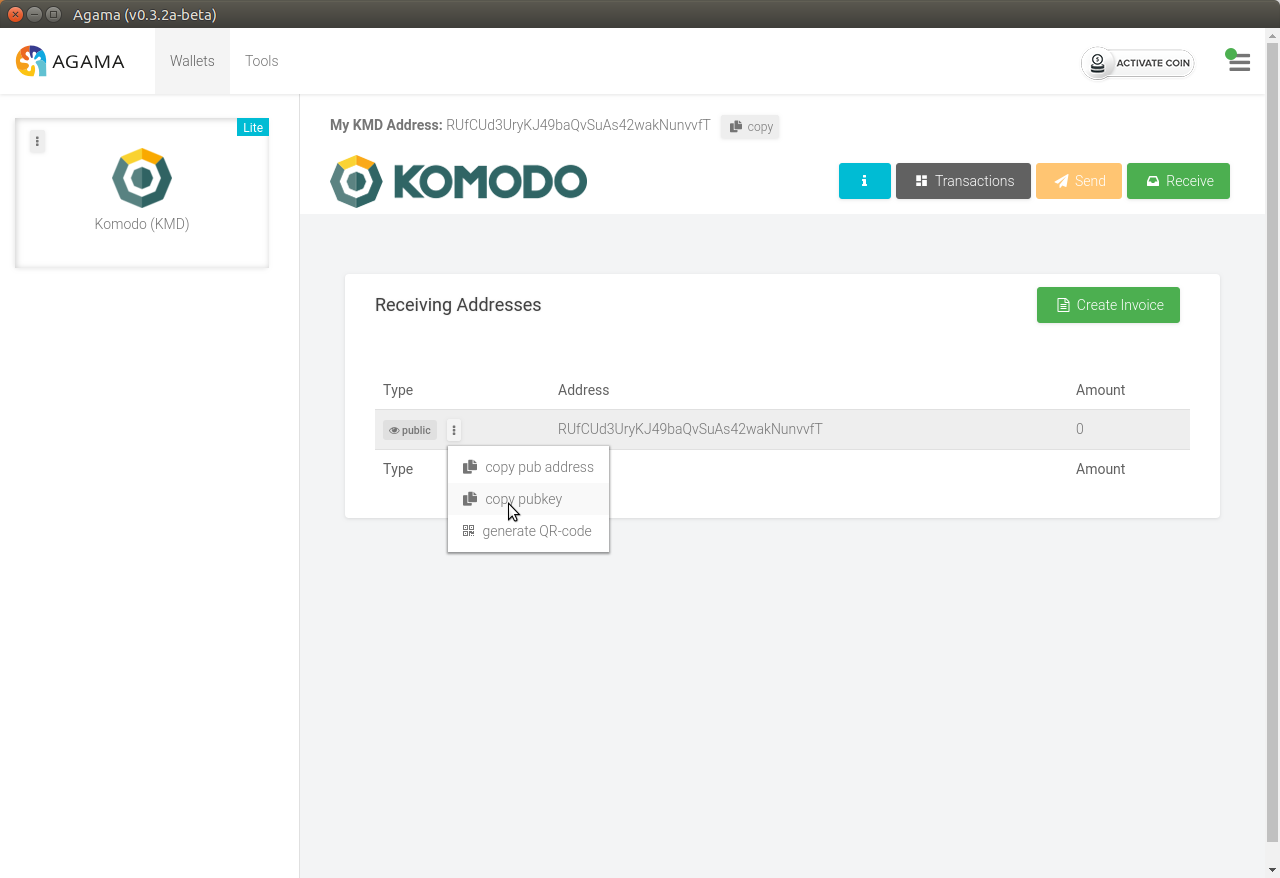 Agama (v0.3.2a-beta)
AGAMA Wallets Tools ACTIVATE COIN
Lite
Komodo (KMD)
My KMD Address: RUfCUd3UryKJ49baQvSuAs42wakNunvvfT copy
KOMODO
i Transactions Send Receive
Receiving Addresses Create Invoice
Type Address Amount
public RUfCUd3UryKJ49baQvSuAs42wakNunvvfT 0
Type Amount
copy pub address
copy pubkey
generate QR-code